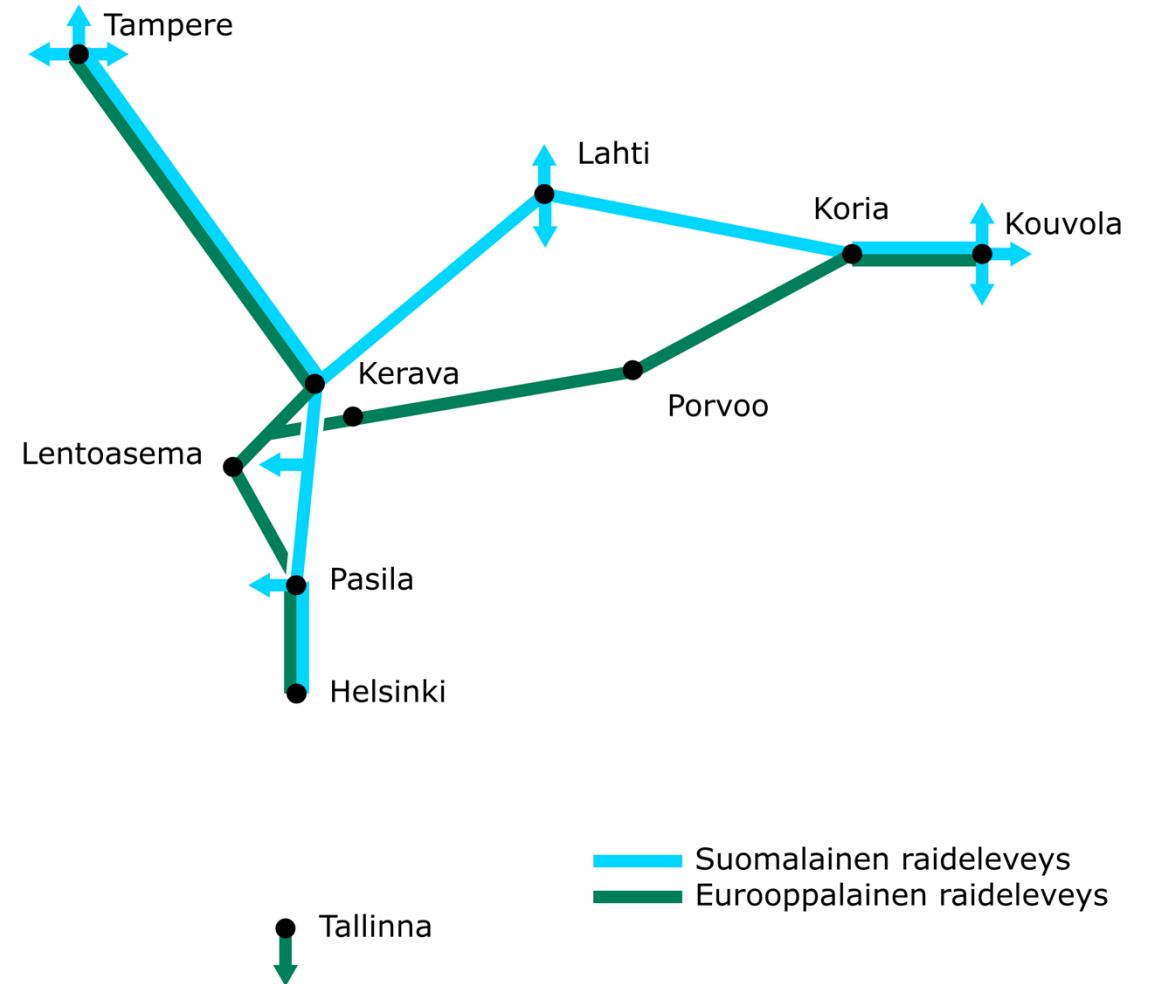 Tampere
Lahti
Koria
Kouvola
Kerava
Porvoo
Lentoasema
Pasila
Helsinki
Suomalainen raideleveys
Eurooppalainen raideleveys
Tallinna